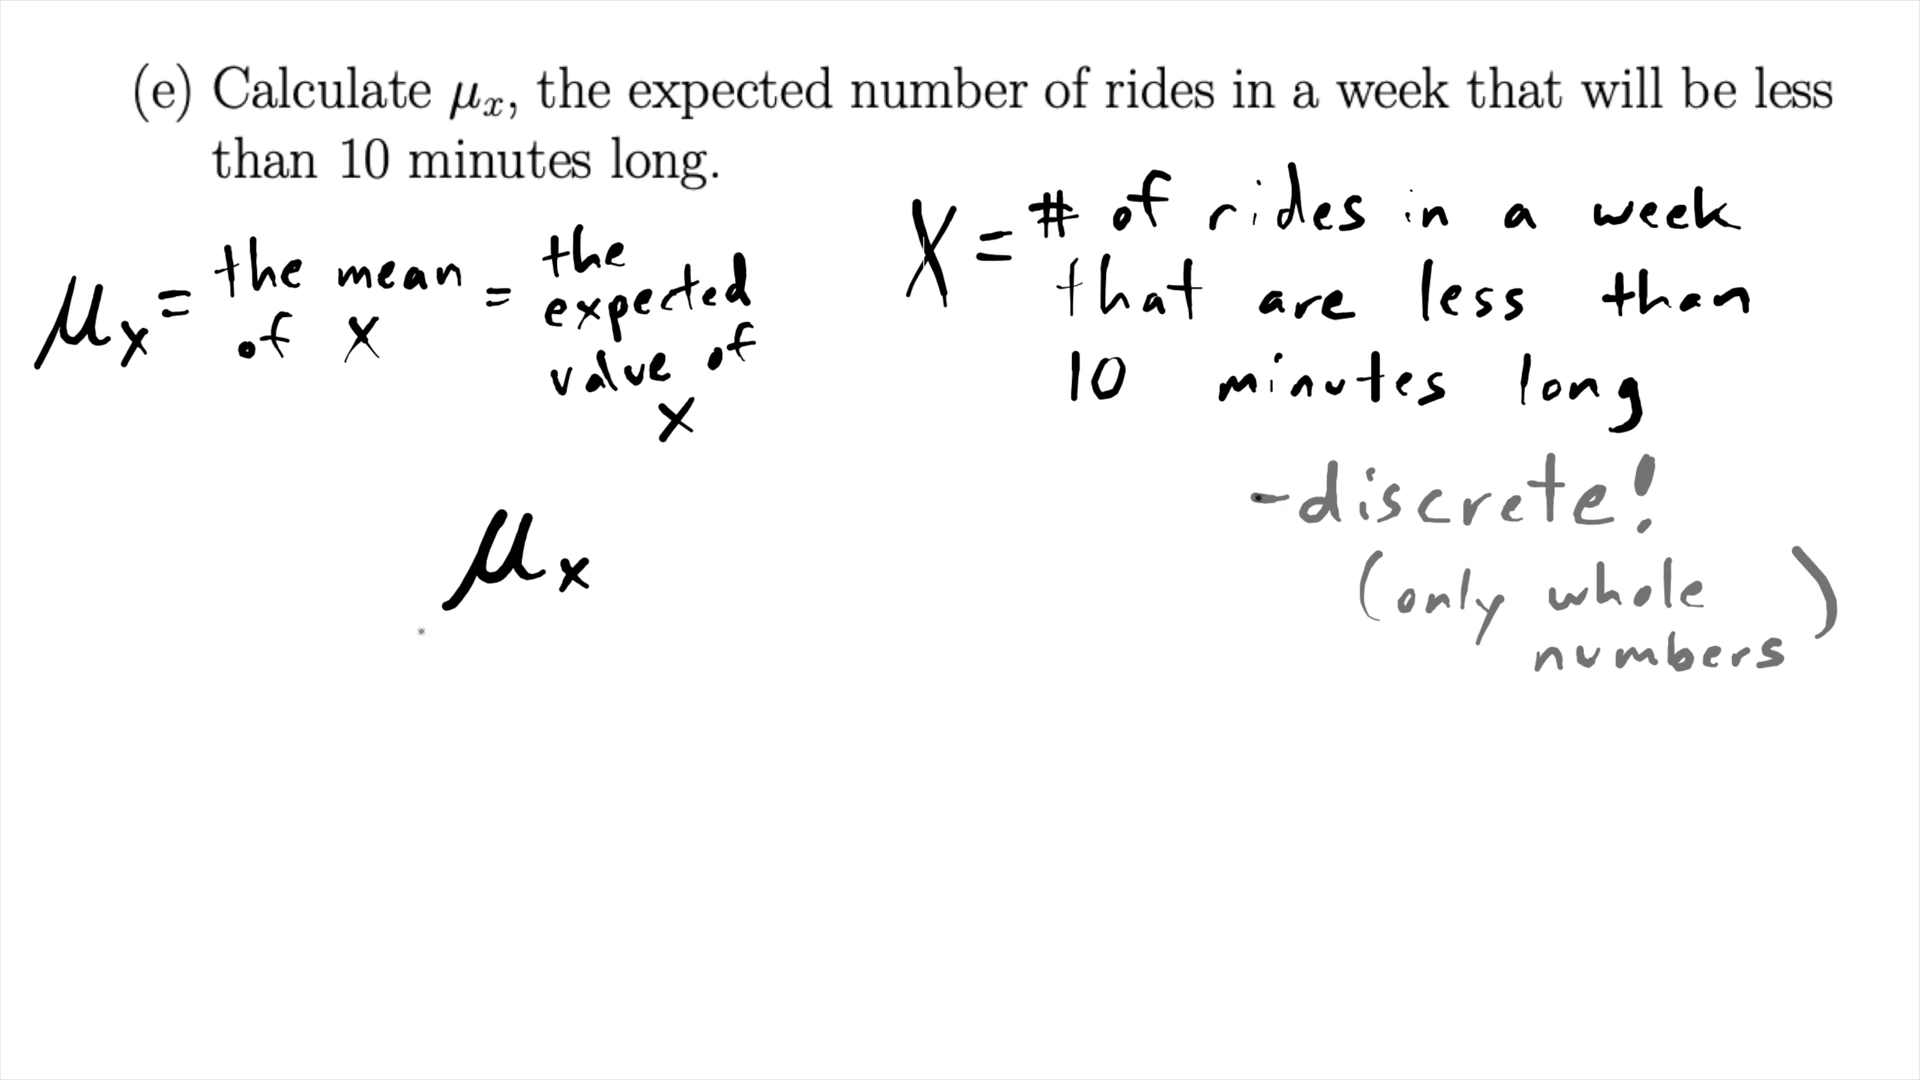 (e) Calculate μₓ, the expected number of rides in a week that will be less
than 10 minutes long.
μₓ = the mean of X = the expected value of X
X = # of rides in a week
that are less than
10 minutes long
-discrete!
(only whole
numbers)
μₓ